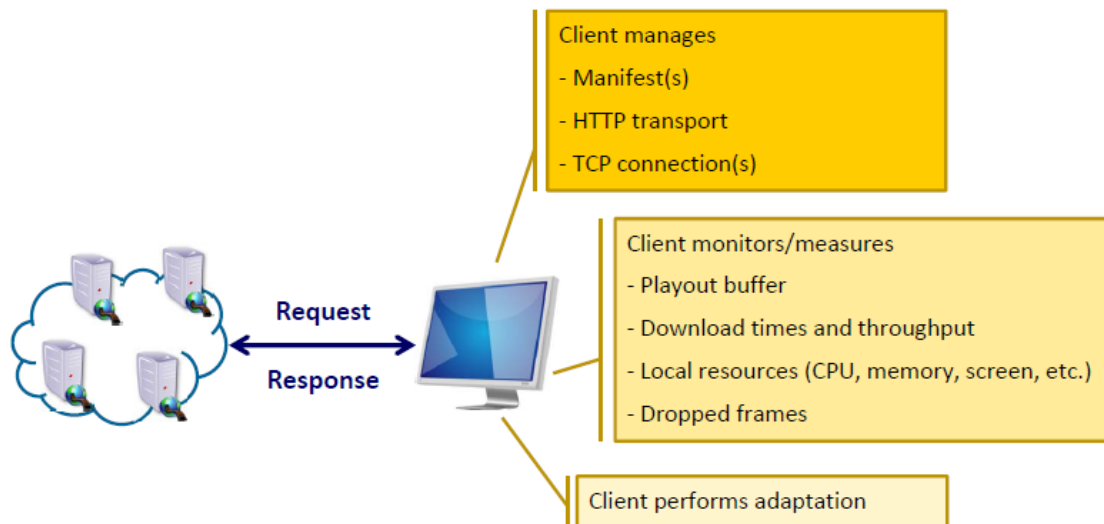 Client manages
- Manifest(s)
- HTTP transport
- TCP connection(s)
Request
Response
Client monitors/measures
- Playout buffer
- Download times and throughput
- Local resources (CPU, memory, screen, etc.)
- Dropped frames
Client performs adaptation